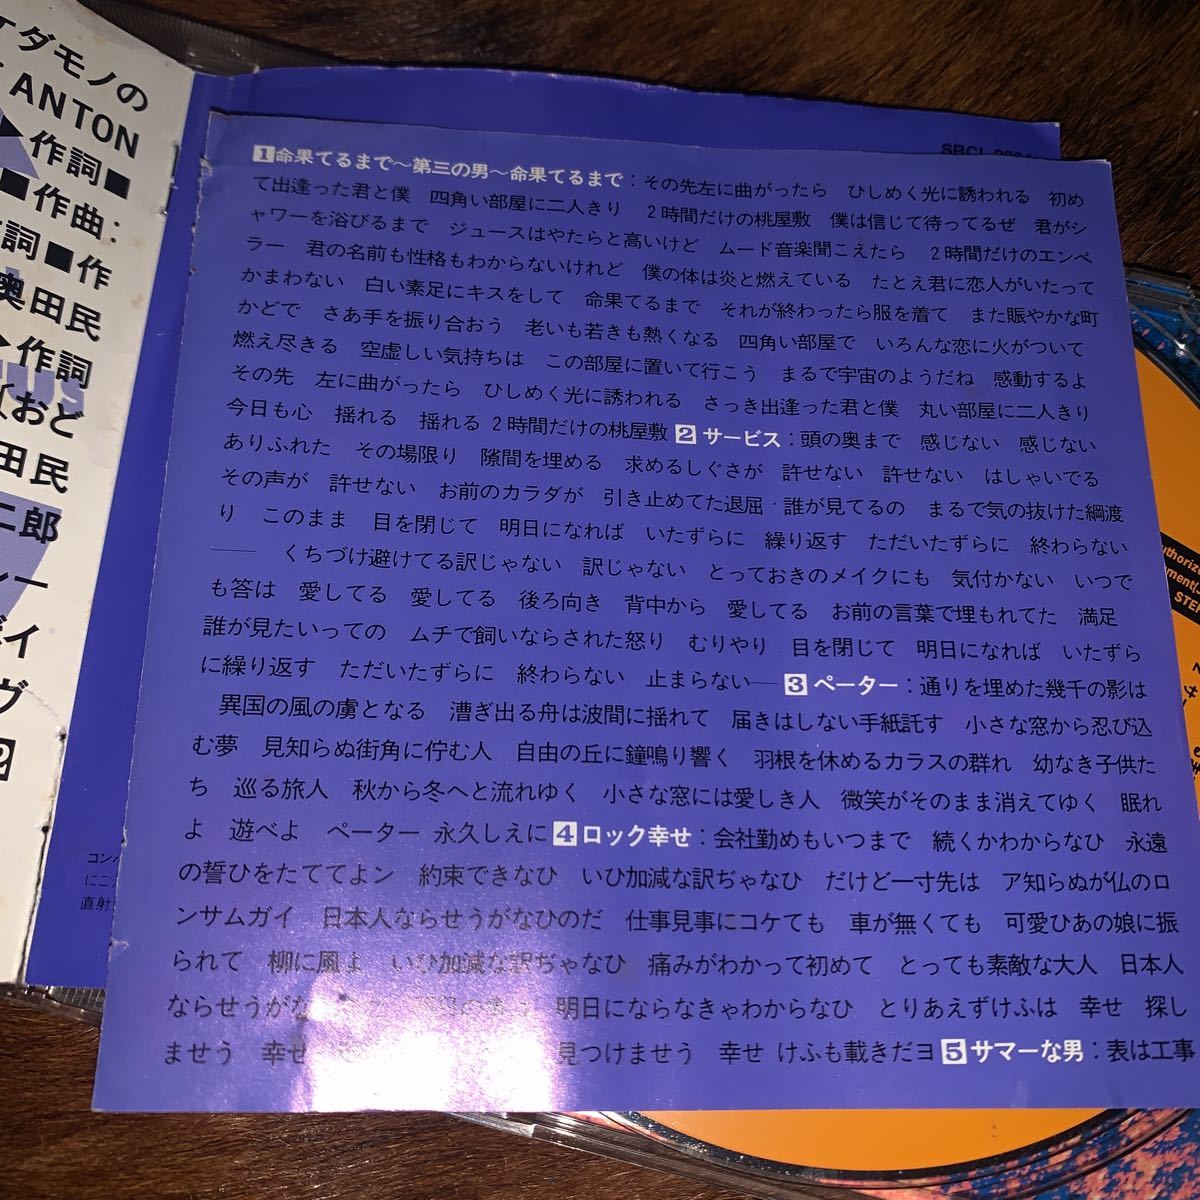 ケダモノの
ANTON
▶作詞■
■作曲：
詞■作
奥田民
▶作詞
(おど
田民
二郎
ヴ
2
SRCL
1命果てるまで〜第三の男〜命果てるまで：その先左に曲がったら　ひしめく光に誘われる　初め
て出逢った君と僕　四角い部屋に二人きり　2時間だけの桃屋敷　僕は信じて待ってるぜ　君がシ
ャワーを浴びるまで　ジュースはやたらと高いけど　ムード音楽聞こえたら　2時間だけのエンペ
ラー　君の名前も性格もわからないけれど　僕の体は炎と燃えている　たとえ君に恋人がいたって
かまわない　白い素足にキスをして　命果てるまで　それが終わったら服を着て　また賑やかな町
かどで　さあ手を振り合おう　老いも若きも熱くなる　四角い部屋で　いろんな恋に火がついて
燃え尽きる　空虚しい気持ちは　この部屋に置いて行こう　まるで宇宙のようだね　感動するよ
その先　左に曲がったら　ひしめく光に誘われる　さっき出逢った君と僕　丸い部屋に二人きり
今日も心　揺れる　揺れる 2時間だけの桃屋敷 2サービス：頭の奥まで　感じない　感じない
ありふれた　その場限り　隙間を埋める　求めるしぐさが　許せない　許せない　はしゃいでる
その声が　許せない　お前のカラダが　引き止めてた退屈・誰が見てるの　まるで気の抜けた綱渡
り　このまま　目を閉じて　明日になれば　いたずらに　繰り返す　ただいたずらに　終わらない
――　くちづけ避けてる訳じゃない　訳じゃない　とっておきのメイクにも　気付かない　いつで
も答は　愛してる　愛してる　後ろ向き　背中から　愛してる　お前の言葉で埋もれてた　満足
誰が見たいっての　ムチで飼いならされた怒り　むりやり　目を閉じて　明日になれば　いたずら
に繰り返す　ただいたずらに　終わらない　止まらない― 3ペーター：通りを埋めた幾千の影は
異国の風の虜となる　漕ぎ出る舟は波間に揺れて　届きはしない手紙託す　小さな窓から忍び込
む夢　見知らぬ街角に佇む人　自由の丘に鐘鳴り響く　羽根を休めるカラスの群れ　幼なき子供た
ち　巡る旅人　秋から冬へと流れゆく　小さな窓には愛しき人　微笑がそのまま消えてゆく　眠れ
よ　遊べよ　ペーター　永久しえに 4ロック幸せ：会社勤めもいつまで　続くかわからなひ　永遠
の誓ひをたててよン　約束できなひ　いひ加減な訳ぢゃなひ　だけど一寸先は　ア知らぬが仏のロ
ンサムガイ　日本人ならせうがなひのだ　仕事見事にコケても　車が無くても　可愛ひあの娘に振
られて　柳に風よ　いひ加減な訳ぢゃなひ　痛みがわかって初めて　とっても素敵な大人　日本人
ならせうがな　明日にならなきゃわからなひ　とりあえずけふは　幸せ　探し
ませう　幸せ　見つけませう　幸せ けふも載きだヨ 5サマーな男：表は工事